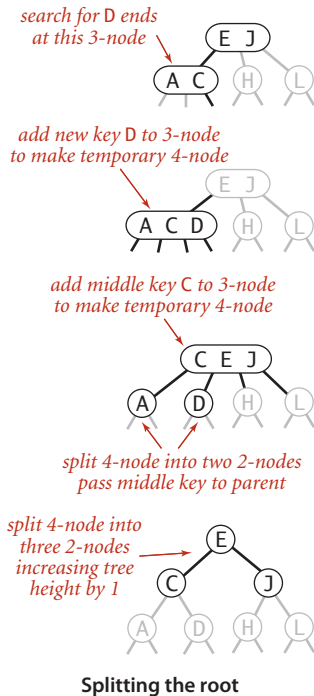 search for D ends
at this 3-node
E J
A C
H
L
add new key D to 3-node
to make temporary 4-node
E J
A C D
H
L
add middle key C to 3-node
to make temporary 4-node
C E J
A
D
H
L
split 4-node into two 2-nodes
pass middle key to parent
split 4-node into
three 2-nodes
increasing tree
height by 1
E
C
J
A
D
H
L
Splitting the root